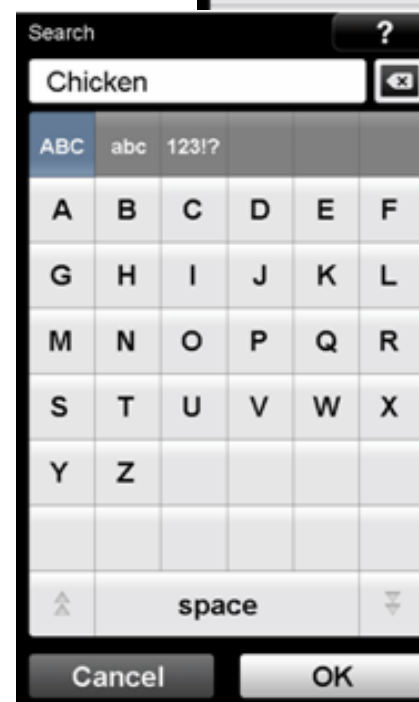 Search ?
Chicken
ABC abc 123!?
A B C D E F
G H I J K L
M N O P Q R
S T U V W X
Y Z
space
Cancel OK